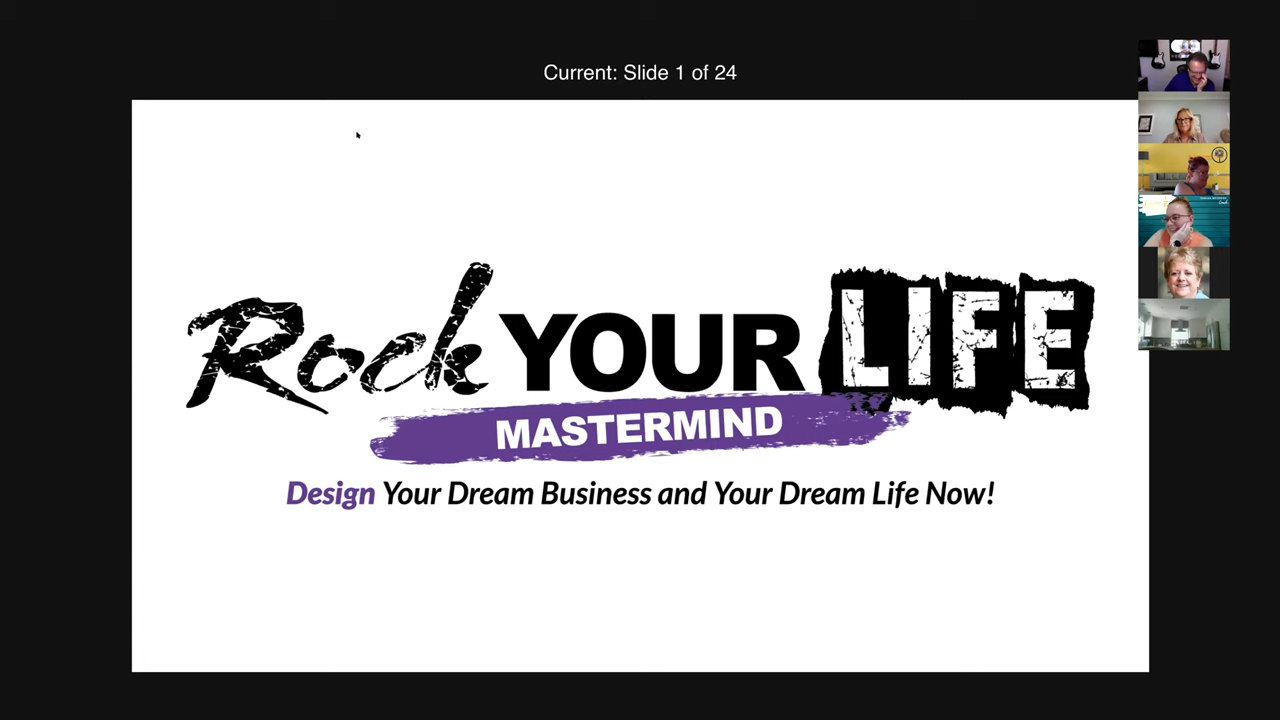 Current: Slide 1 of 24
Rock YOUR LIFE
MASTERMIND
Design Your Dream Business and Your Dream Life Now!